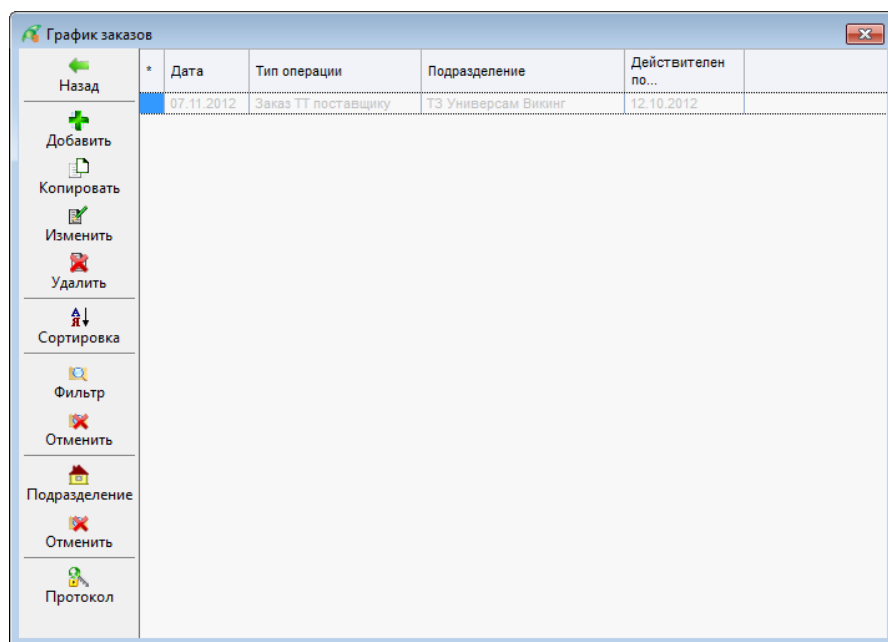 График заказов
Назад
Добавить
Копировать
Изменить
Удалить
Сортировка
Фильтр
Отменить
Подразделение
Отменить
Протокол
* Дата Тип операции Подразделение Действителен
по...
07.11.2012 Заказ ТТ поставщику ТЗ Универсам Викинг 12.10.2012